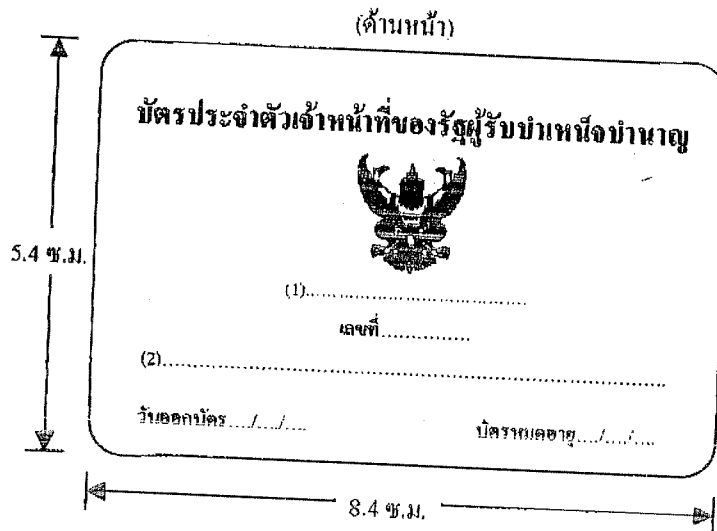 (ด้านหน้า)
บัตรประจำตัวเจ้าหน้าที่ของรัฐผู้รับบำเหน็จบำนาญ
5.4 ซ.ม.
(1)....................................
เลขที่................
(2)................................................................................
วันออกบัตร..../..../.... บัตรหมดอายุ..../..../....
8.4 ซ.ม.